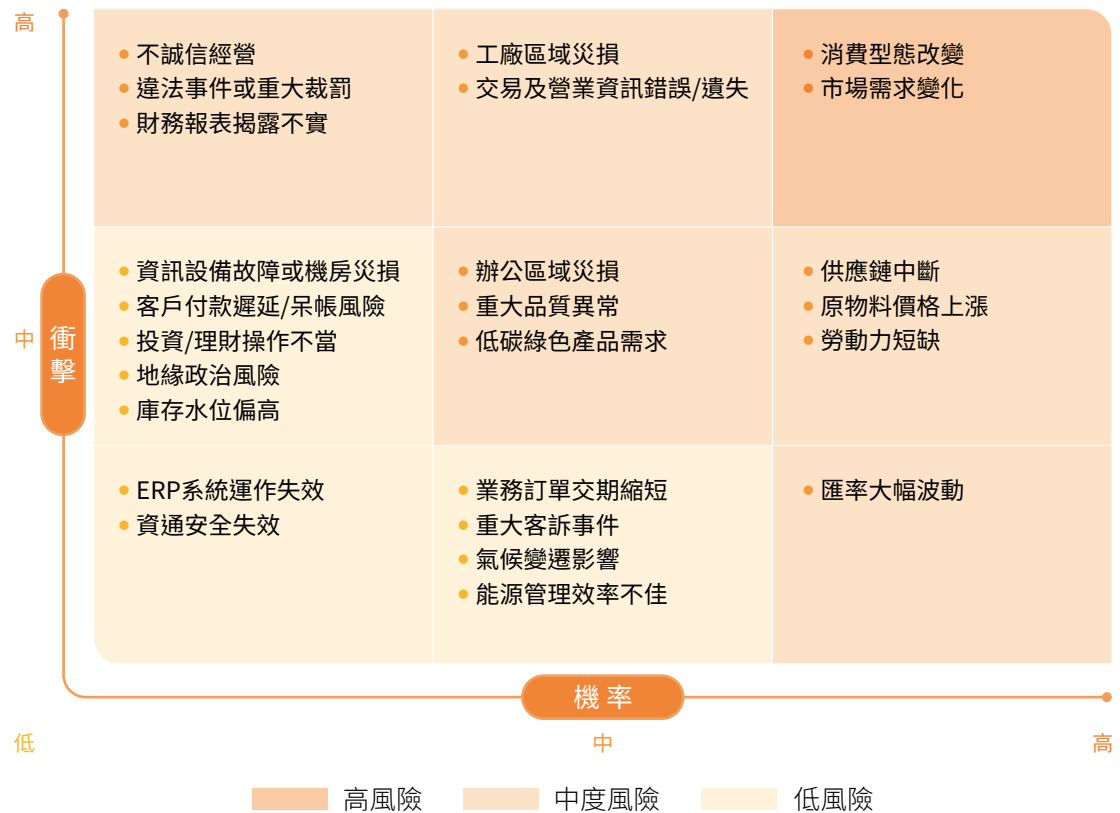 高
不誠信經營
違法事件或重大裁罰
財務報表揭露不實
工廠區域災損
交易及營業資訊錯誤/遺失
消費型態改變
市場需求變化
中
衝擊
資訊設備故障或機房災損
客戶付款遲延/呆帳風險
投資/理財操作不當
地緣政治風險
庫存水位偏高
辦公區域災損
重大品質異常
低碳綠色產品需求
供應鏈中斷
原物料價格上漲
勞動力短缺
ERP系統運作失效
資通安全失效
業務訂單交期縮短
重大客訴事件
氣候變遷影響
能源管理效率不佳
匯率大幅波動
機率
低
中
高
高風險
中度風險
低風險